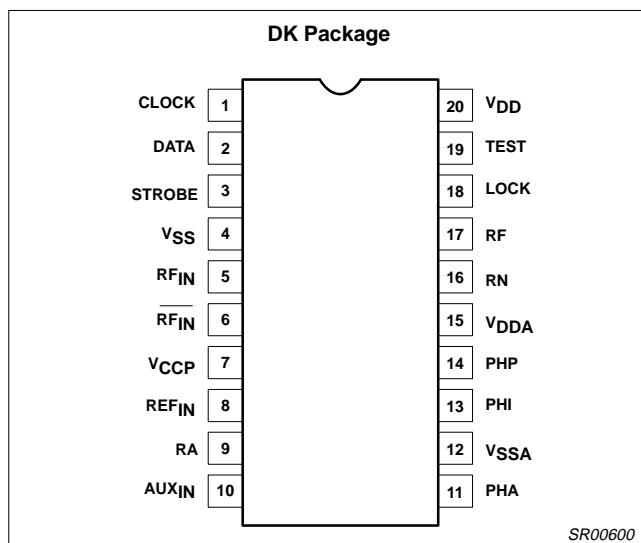 DK Package
CLOCK 1 20 VDD
DATA 2 19 TEST
STROBE 3 18 LOCK
VSS 4 17 RF
RFIN 5 16 RN
R̅F̅I̅N̅ 6 15 VDDA
VCCP 7 14 PHP
REFIN 8 13 PHI
RA 9 12 VSSA
AUXIN 10 11 PHA
SR00600